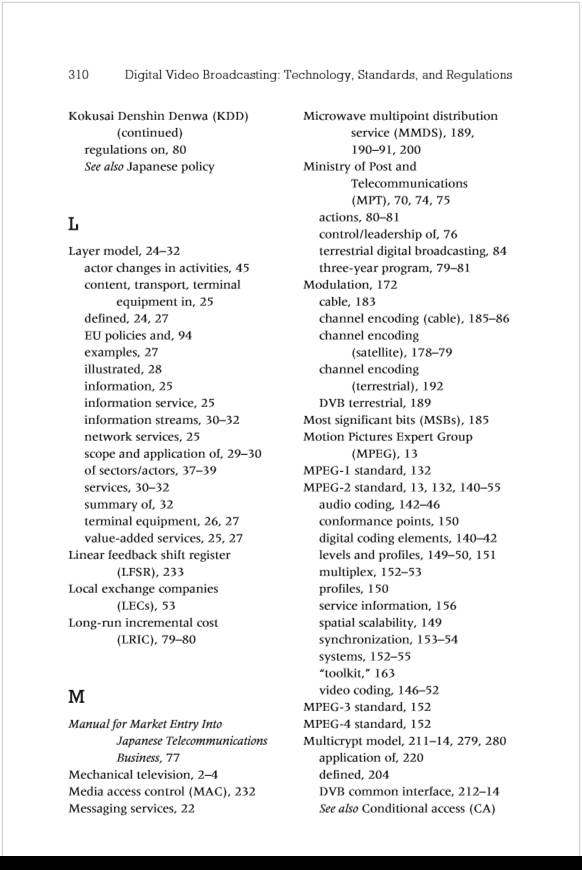 310 Digital Video Broadcasting: Technology, Standards, and Regulations
Kokusai Denshin Denwa (KDD)
(continued)
regulations on, 80
See also Japanese policy
L
Layer model, 24–32
actor changes in activities, 45
content, transport, terminal
equipment in, 25
defined, 24, 27
EU policies and, 94
examples, 27
illustrated, 28
information, 25
information service, 25
information streams, 30–32
network services, 25
scope and application of, 29–30
of sectors/actors, 37–39
services, 30–32
summary of, 32
terminal equipment, 26, 27
value-added services, 25, 27
Linear feedback shift register
(LFSR), 233
Local exchange companies
(LECs), 53
Long-run incremental cost
(LRIC), 79–80
M
Manual for Market Entry Into
Japanese Telecommunications
Business, 77
Mechanical television, 2–4
Media access control (MAC), 232
Messaging services, 22
Microwave multipoint distribution
service (MMDS), 189,
190–91, 200
Ministry of Post and
Telecommunications
(MPT), 70, 74, 75
actions, 80–81
control/leadership of, 76
terrestrial digital broadcasting, 84
three-year program, 79–81
Modulation, 172
cable, 183
channel encoding (cable), 185–86
channel encoding
(satellite), 178–79
channel encoding
(terrestrial), 192
DVB terrestrial, 189
Most significant bits (MSBs), 185
Motion Pictures Expert Group
(MPEG), 13
MPEG-1 standard, 132
MPEG-2 standard, 13, 132, 140–55
audio coding, 142–46
conformance points, 150
digital coding elements, 140–42
levels and profiles, 149–50, 151
multiplex, 152–53
profiles, 150
service information, 156
spatial scalability, 149
synchronization, 153–54
systems, 152–55
“toolkit,” 163
video coding, 146–52
MPEG-3 standard, 152
MPEG-4 standard, 152
Multicrypt model, 211–14, 279, 280
application of, 220
defined, 204
DVB common interface, 212–14
See also Conditional access (CA)